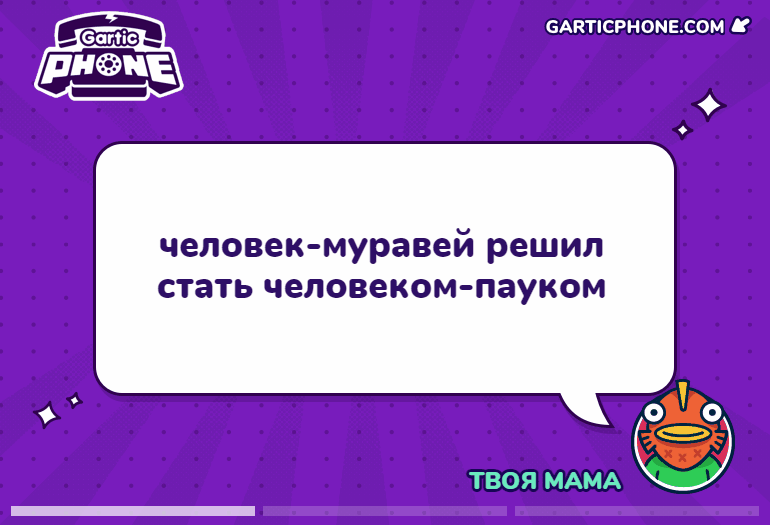 Gartic
PHONE
GARTICPHONE.COM
человек-муравей решил
стать человеком-пауком
ТВОЯ МАМА